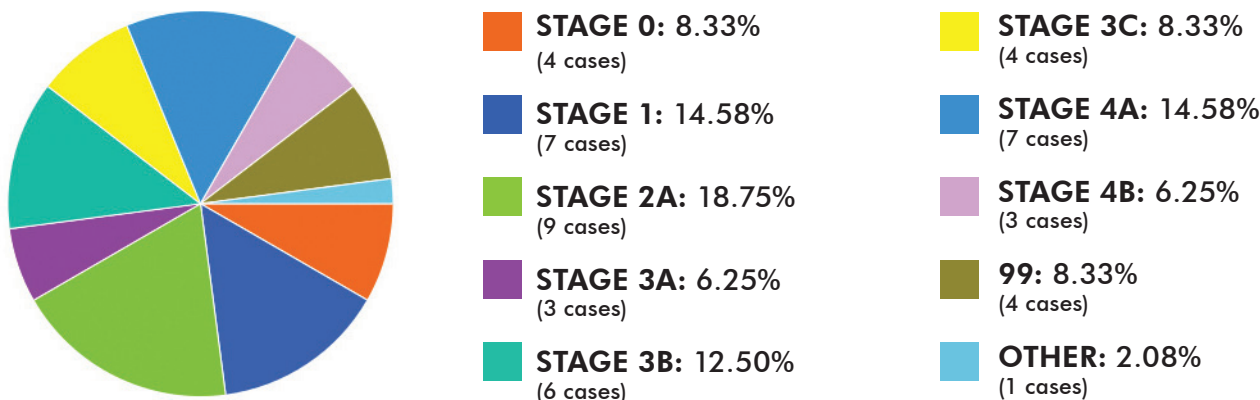 STAGE 0: 8.33%
(4 cases)
STAGE 1: 14.58%
(7 cases)
STAGE 2A: 18.75%
(9 cases)
STAGE 3A: 6.25%
(3 cases)
STAGE 3B: 12.50%
(6 cases)
STAGE 3C: 8.33%
(4 cases)
STAGE 4A: 14.58%
(7 cases)
STAGE 4B: 6.25%
(3 cases)
99: 8.33%
(4 cases)
OTHER: 2.08%
(1 cases)